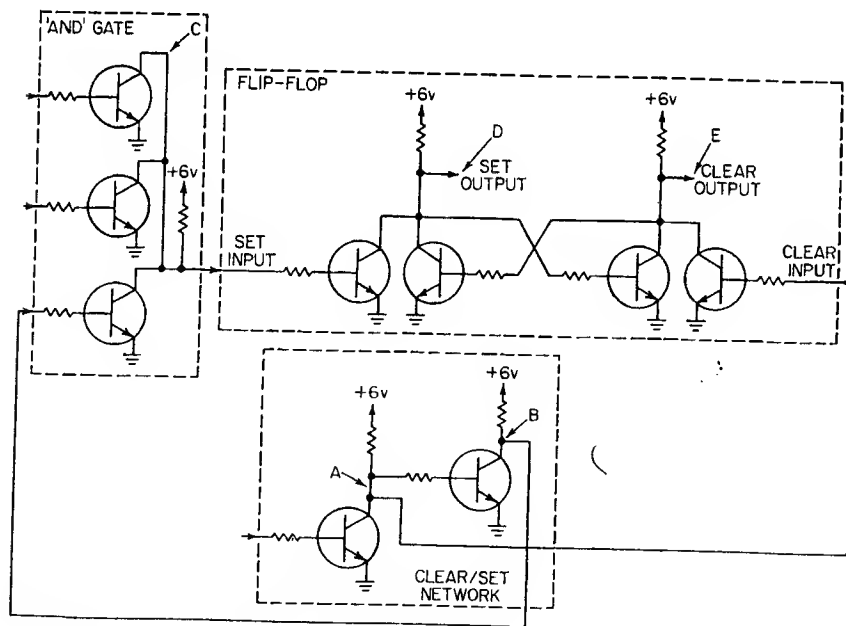 'AND' GATE
C
+6v
FLIP-FLOP
+6v
D
SET
OUTPUT
+6v
E
CLEAR
OUTPUT
SET
INPUT
CLEAR
INPUT
+6v
A
+6v
B
CLEAR/SET
NETWORK